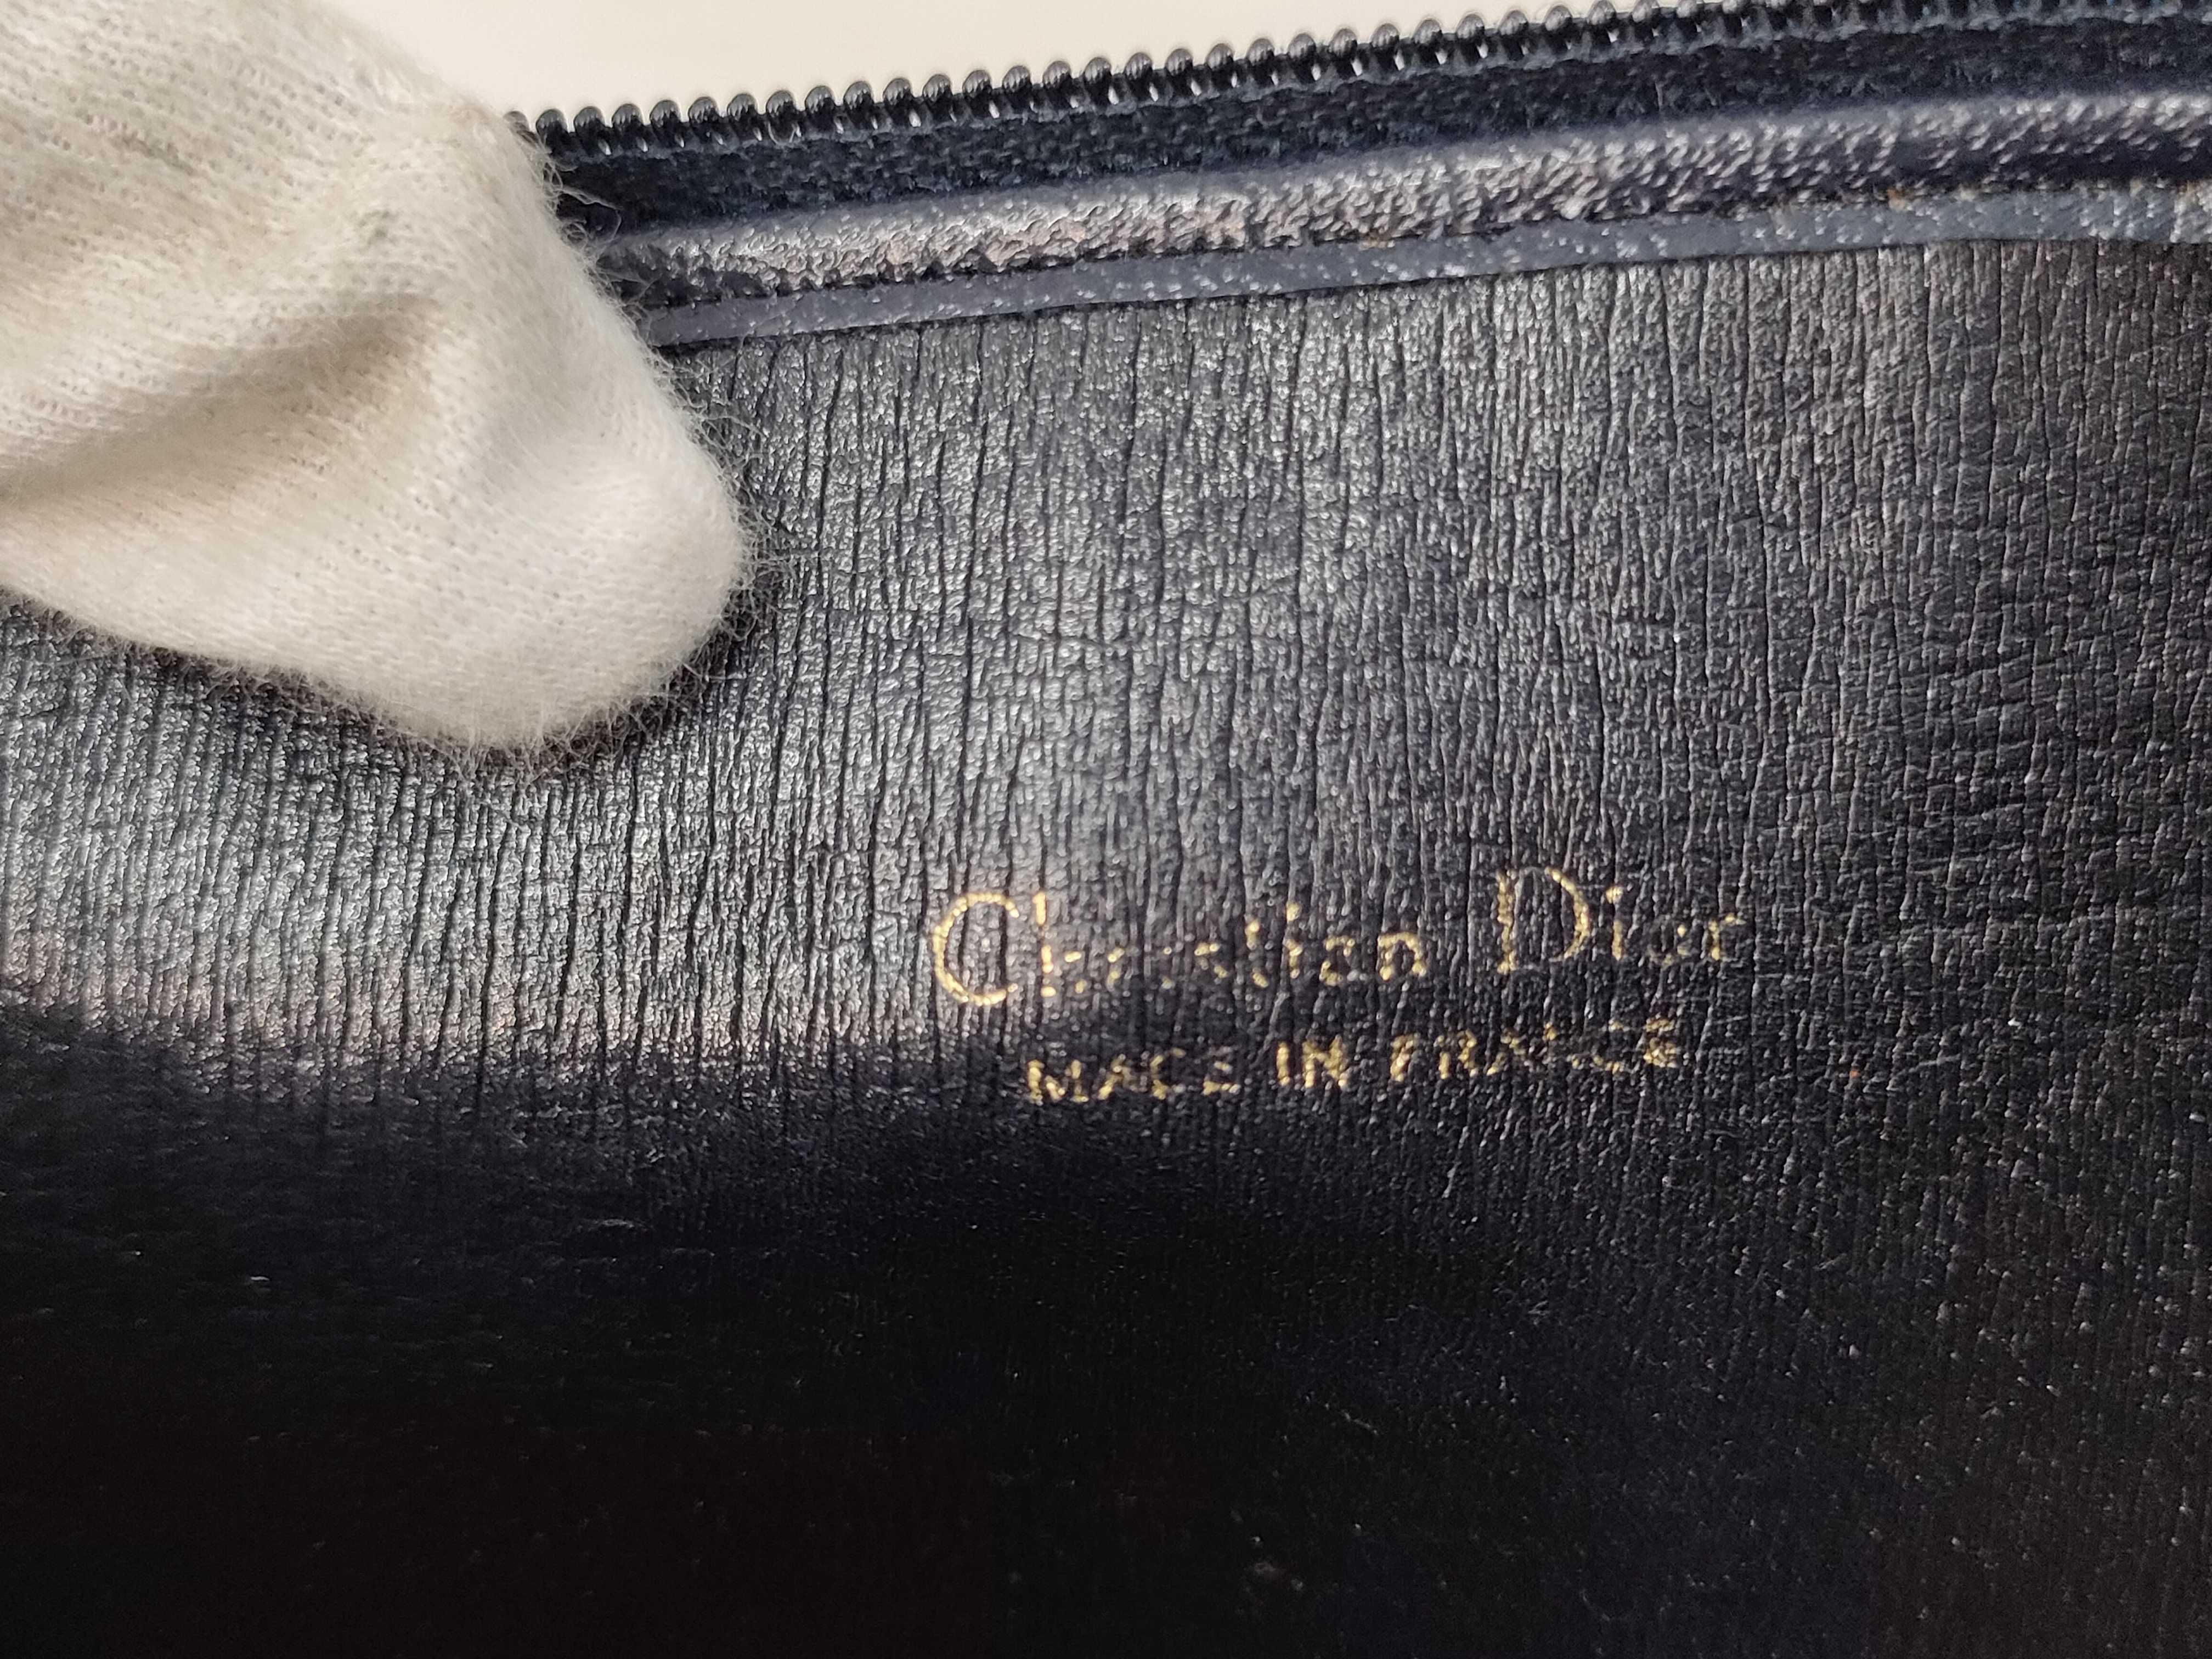 Christian Dior
MADE IN FRANCE